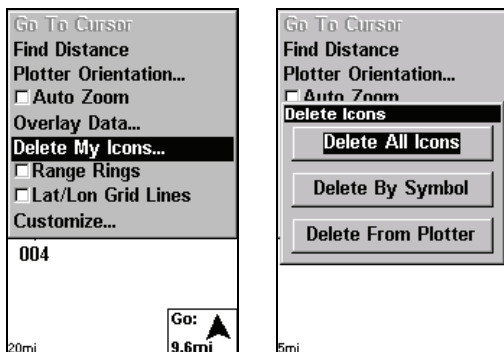 Go To Cursor
Find Distance
Plotter Orientation...
Auto Zoom
Overlay Data...
Delete My Icons...
Range Rings
Lat/Lon Grid Lines
Customize...
004
Go:
20mi
9.6mi
Go To Cursor
Find Distance
Plotter Orientation...
Auto Zoom
Delete Icons
Delete All Icons
Delete By Symbol
Delete From Plotter
5mi